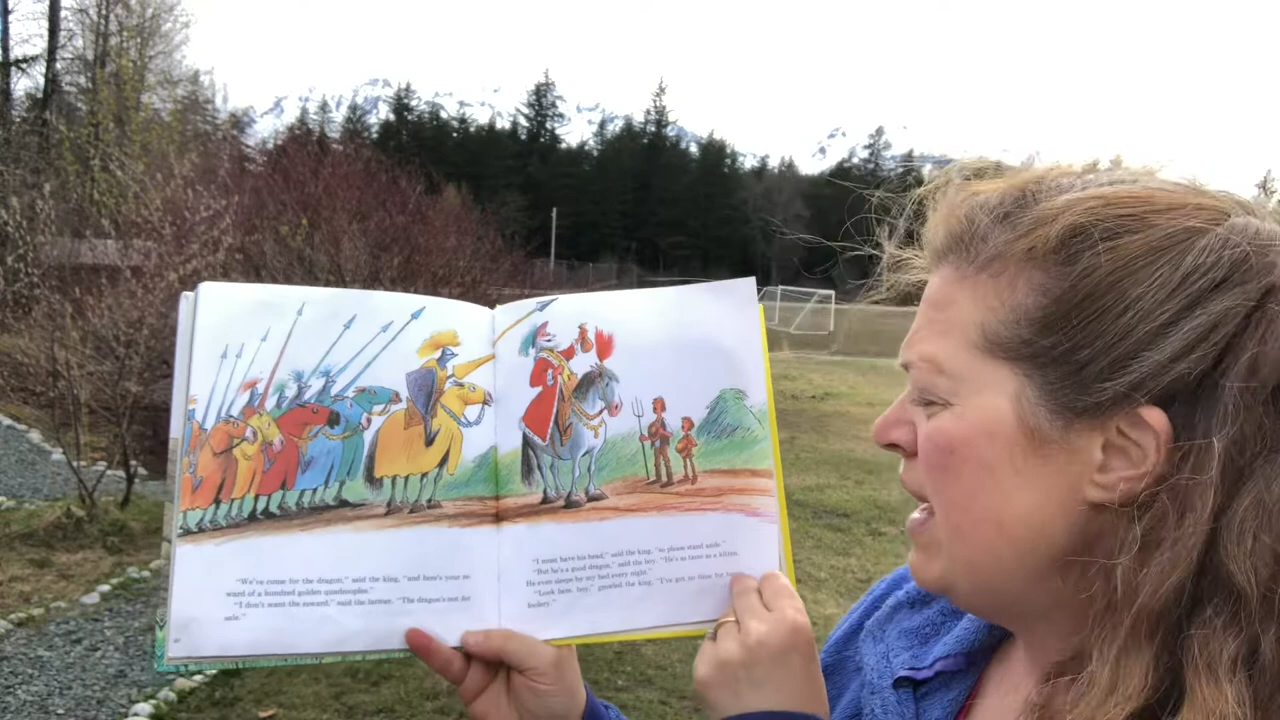 "We've come for the dragon," said the king, "and here's your re-
ward of a hundred golden quadrooples."
"I don't want the reward," said the farmer. "The dragon's not for
sale."
"I must have his head," said the king, "so please stand aside."
"But he's a good dragon," said the boy. "He's as tame as a kitten.
He even sleeps by my bed every night."
"Look here, boy," growled the king, "I've got no time for
foolery."